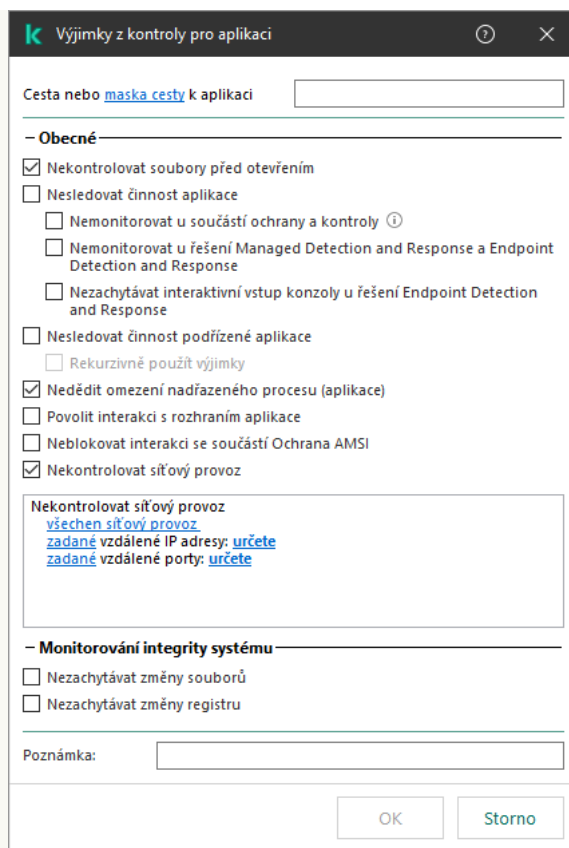 Výjimky z kontroly pro aplikaci
Cesta nebo maska cesty k aplikaci
Obecné
Nekontrolovat soubory před otevřením
Nesledovat činnost aplikace
Nemonitorovat u součástí ochrany a kontroly
Nemonitorovat u řešení Managed Detection and Response a Endpoint
Detection and Response
Nezachytávat interaktivní vstup konzoly u řešení Endpoint Detection
and Response
Nesledovat činnost podřízené aplikace
Rekurzivně použít výjimky
Nedědit omezení nadřazeného procesu (aplikace)
Povolit interakci s rozhraním aplikace
Neblokovat interakci se součástí Ochrana AMSI
Nekontrolovat síťový provoz
Nekontrolovat síťový provoz
všechen síťový provoz
zadané vzdálené IP adresy: určete
zadané vzdálené porty: určete
Monitorování integrity systému
Nezachytávat změny souborů
Nezachytávat změny registru
Poznámka:
OK Storno